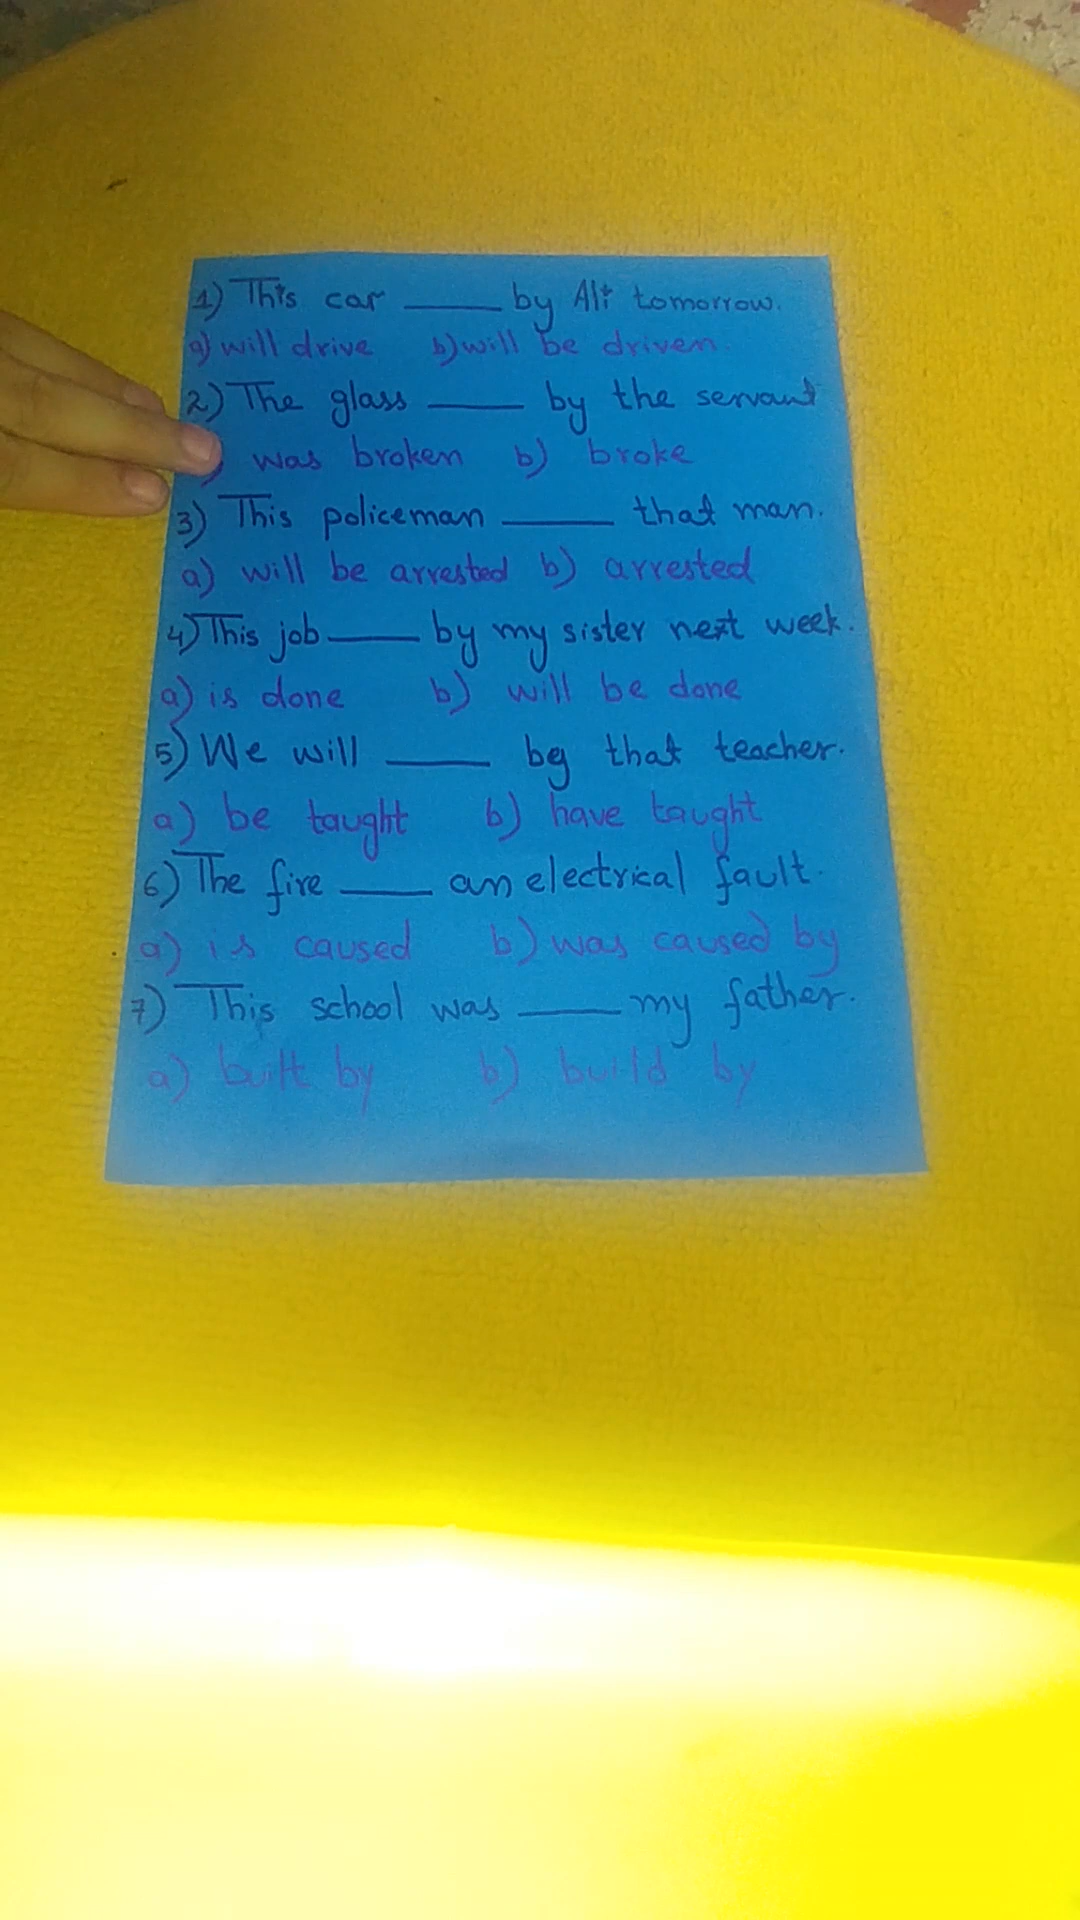 1) This car ____ by Ali tomorrow.
a) will drive b) will be driven.
2) The glass ____ by the servant
) was broken b) broke
3) This policeman ____ that man.
a) will be arrested b) arrested
4) This job ____ by my sister next week.
a) is done b) will be done
5) We will ____ by that teacher.
a) be taught b) have taught
6) The fire ____ an electrical fault.
a) is caused b) was caused by
7) This school was ____ my father.
a) built by b) build by